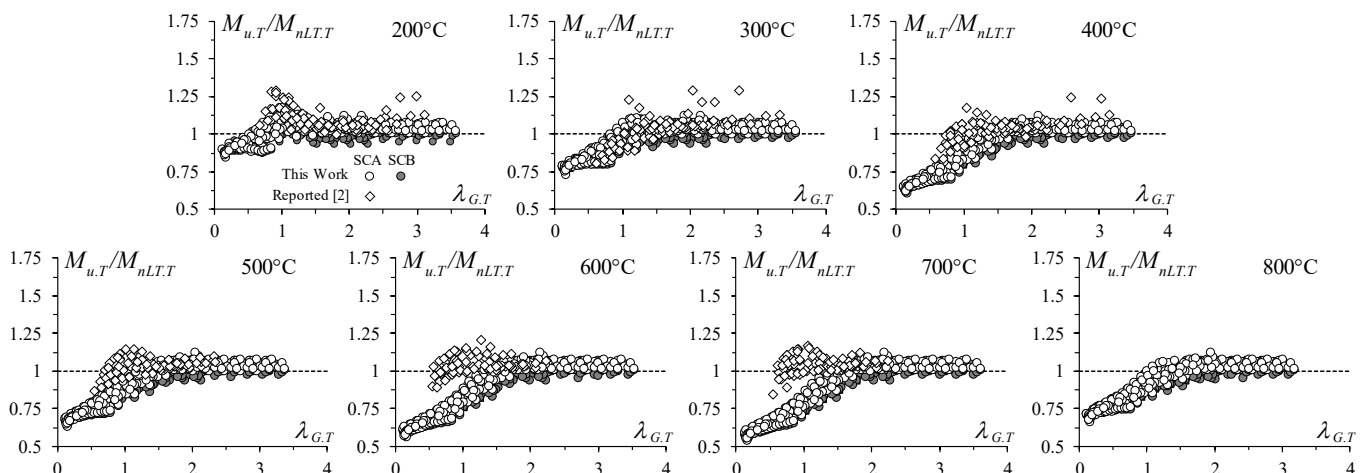 M_{u.T}/M_{nLT.T} 200°C
1.75
1.5
1.25
1
0.75
0.5
SCA SCB
This Work
Reported [2]
λ_{G.T}
0 1 2 3 4
M_{u.T}/M_{nLT.T} 300°C
1.75
1.5
1.25
1
0.75
0.5
λ_{G.T}
0 1 2 3 4
M_{u.T}/M_{nLT.T} 400°C
1.75
1.5
1.25
1
0.75
0.5
λ_{G.T}
0 1 2 3 4
M_{u.T}/M_{nLT.T} 500°C
1.75
1.5
1.25
1
0.75
0.5
λ_{G.T}
0 1 2 3 4
M_{u.T}/M_{nLT.T} 600°C
1.75
1.5
1.25
1
0.75
0.5
λ_{G.T}
0 1 2 3 4
M_{u.T}/M_{nLT.T} 700°C
1.75
1.5
1.25
1
0.75
0.5
λ_{G.T}
0 1 2 3 4
M_{u.T}/M_{nLT.T} 800°C
1.75
1.5
1.25
1
0.75
0.5
λ_{G.T}
0 1 2 3 4